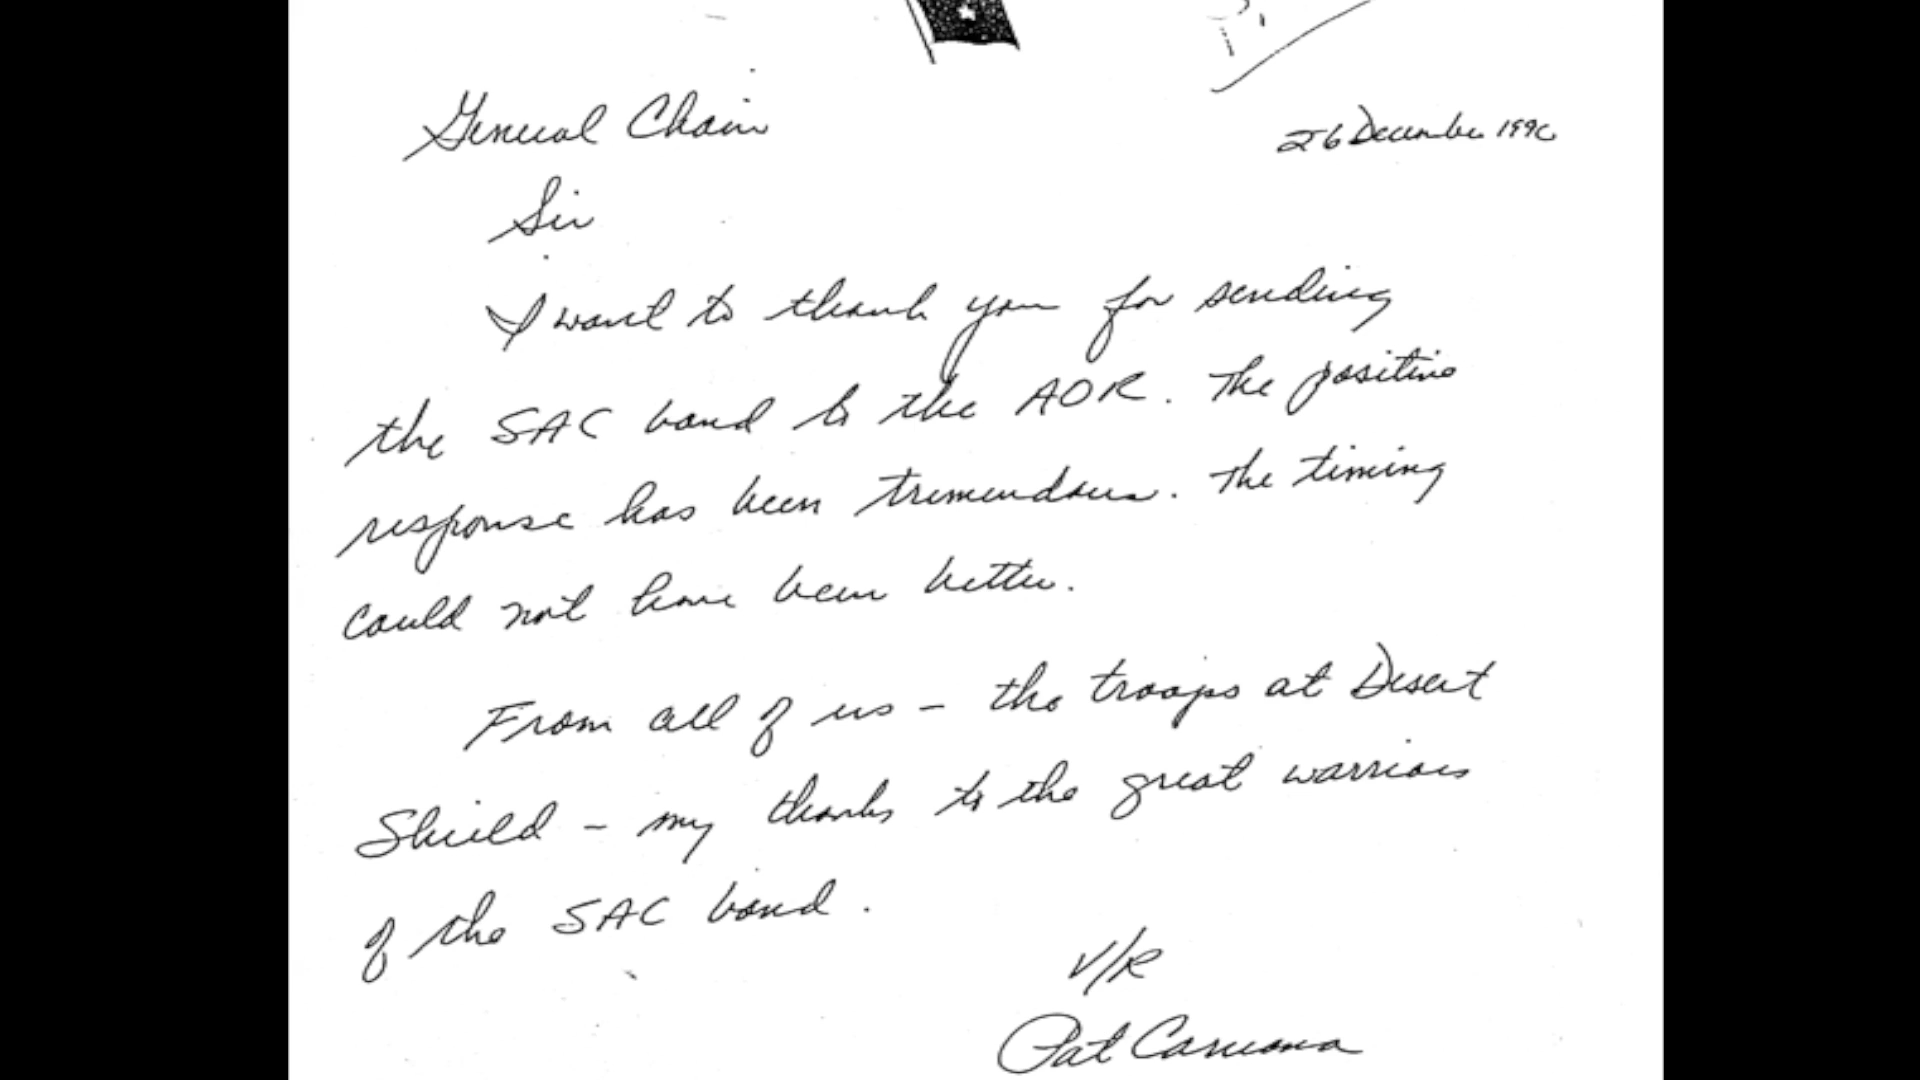 General Chain
26 December 1990
Sir
I want to thank you for sending
the SAC band to the AOR. The positive
response has been tremendous. The timing
could not have been better.
From all of us - the troops at Desert
Shield - my thanks to the great warriors
of the SAC band.
V/R
Pat Caruana